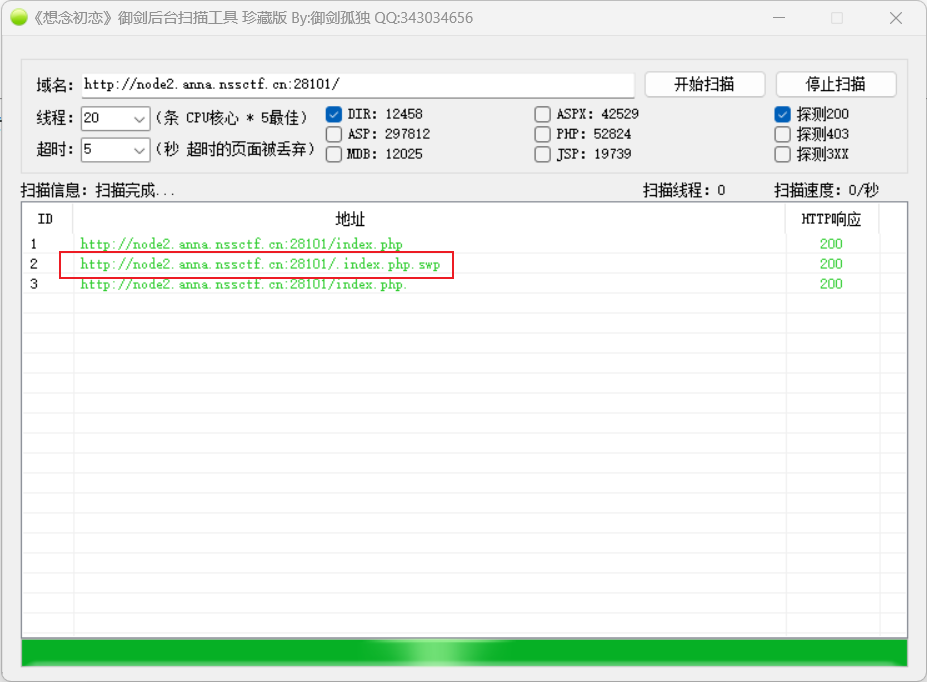 《想念初恋》御剑后台扫描工具 珍藏版 By:御剑孤独 QQ:343034656
域名: http://node2.anna.nssctf.cn:28101/ 开始扫描 停止扫描
线程: 20 (条 CPU核心 * 5最佳) DIR: 12458 ASPX: 42529 探测200
ASP: 297812 PHP: 52824 探测403
超时: 5 (秒 超时的页面被丢弃) MDB: 12025 JSP: 19739 探测3XX
扫描信息: 扫描完成... 扫描线程: 0 扫描速度: 0/秒
ID 地址 HTTP响应
1 http://node2.anna.nssctf.cn:28101/index.php 200
2 http://node2.anna.nssctf.cn:28101/.index.php.swp 200
3 http://node2.anna.nssctf.cn:28101/index.php. 200